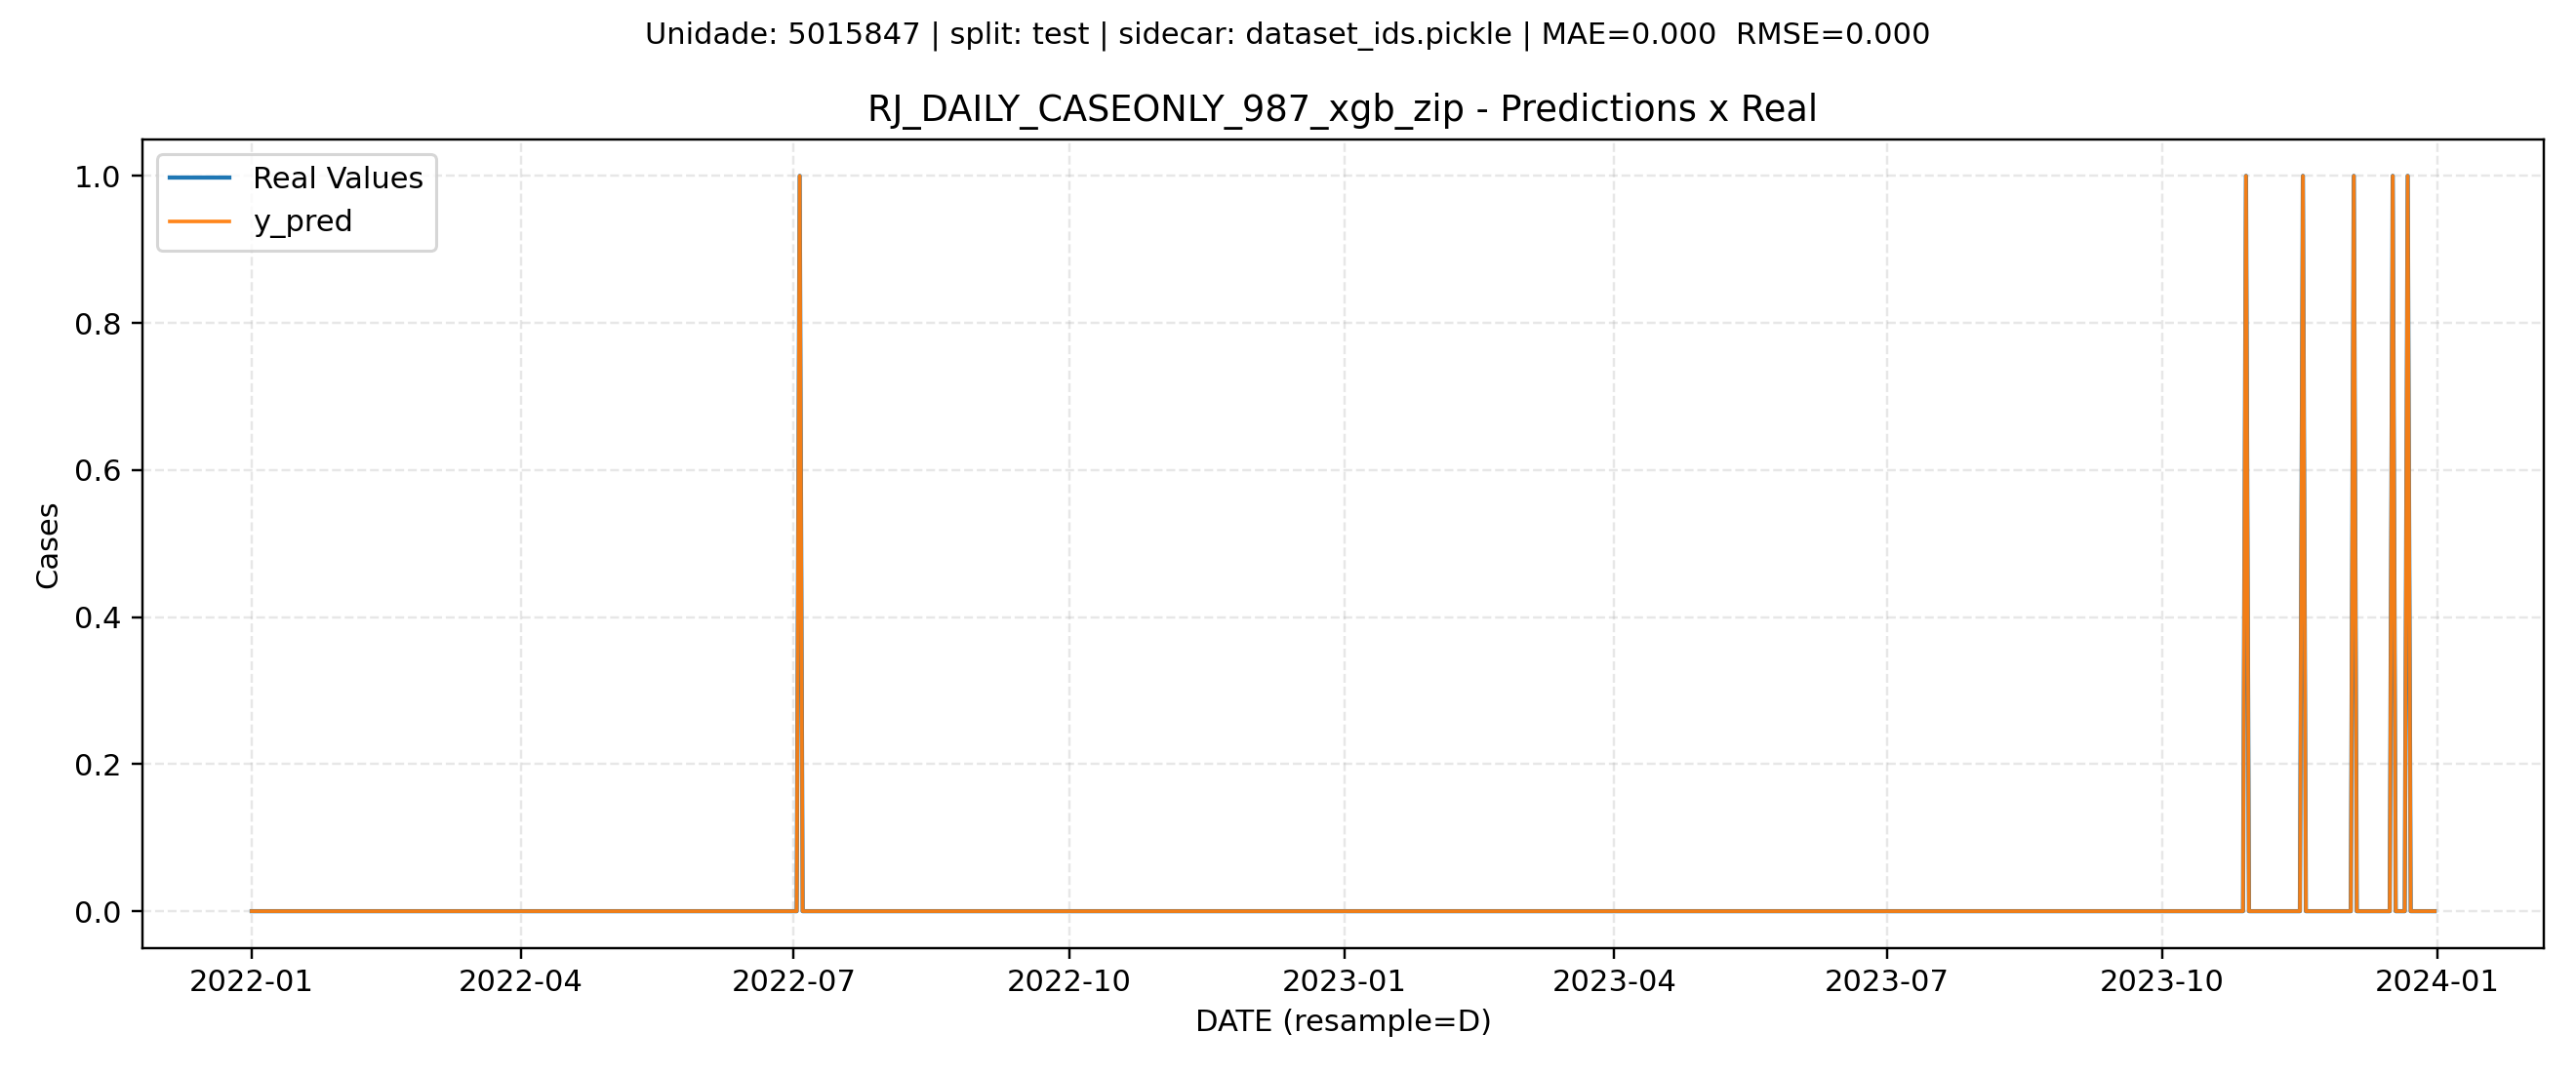 Unidade: 5015847 | split: test | sidecar: dataset_ids.pickle | MAE=0.000  RMSE=0.000
RJ_DAILY_CASEONLY_987_xgb_zip - Predictions x Real
Real Values
y_pred
1.0
0.8
0.6
0.4
0.2
0.0
Cases
2022-01 2022-04 2022-07 2022-10 2023-01 2023-04 2023-07 2023-10 2024-01
DATE (resample=D)